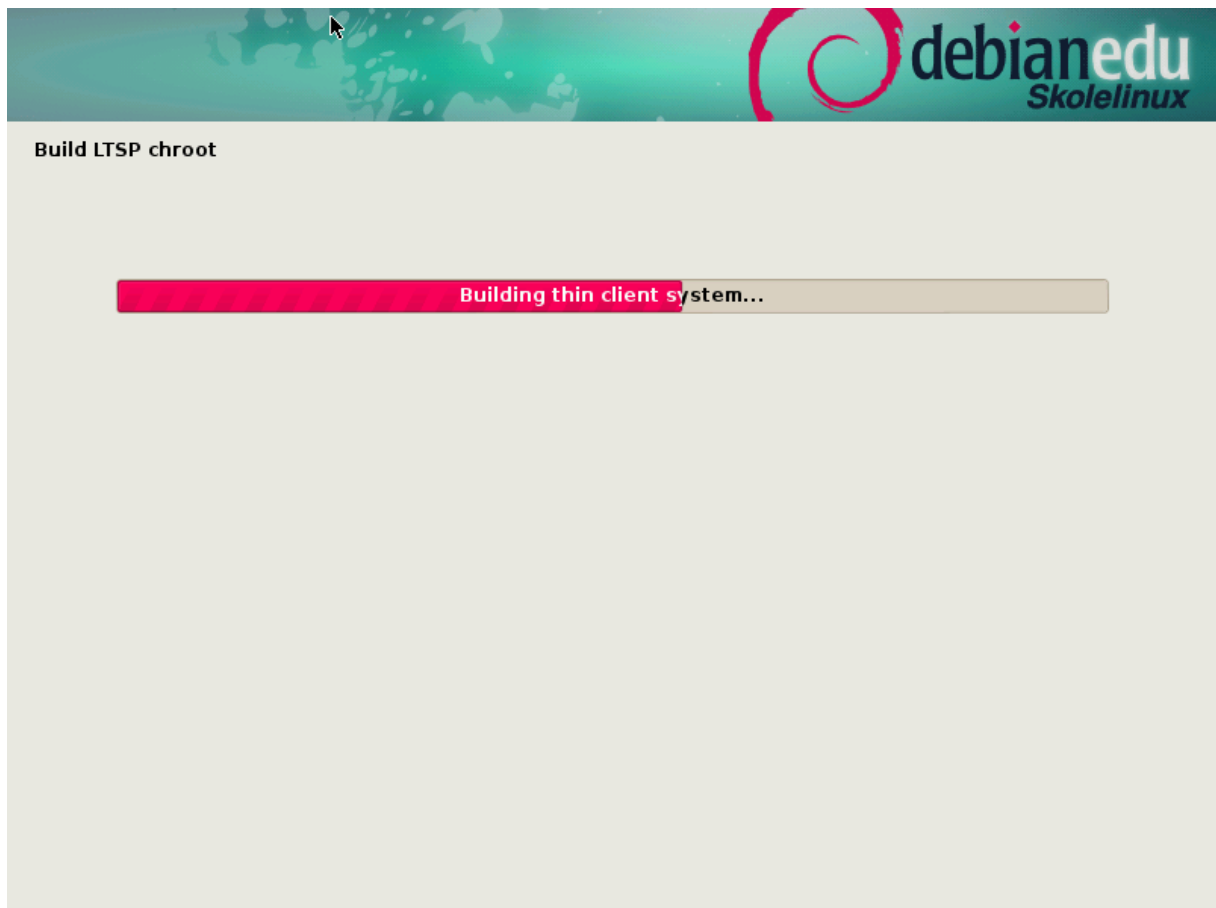 debianedu
Skolelinux
Build LTSP chroot
Building thin client system...